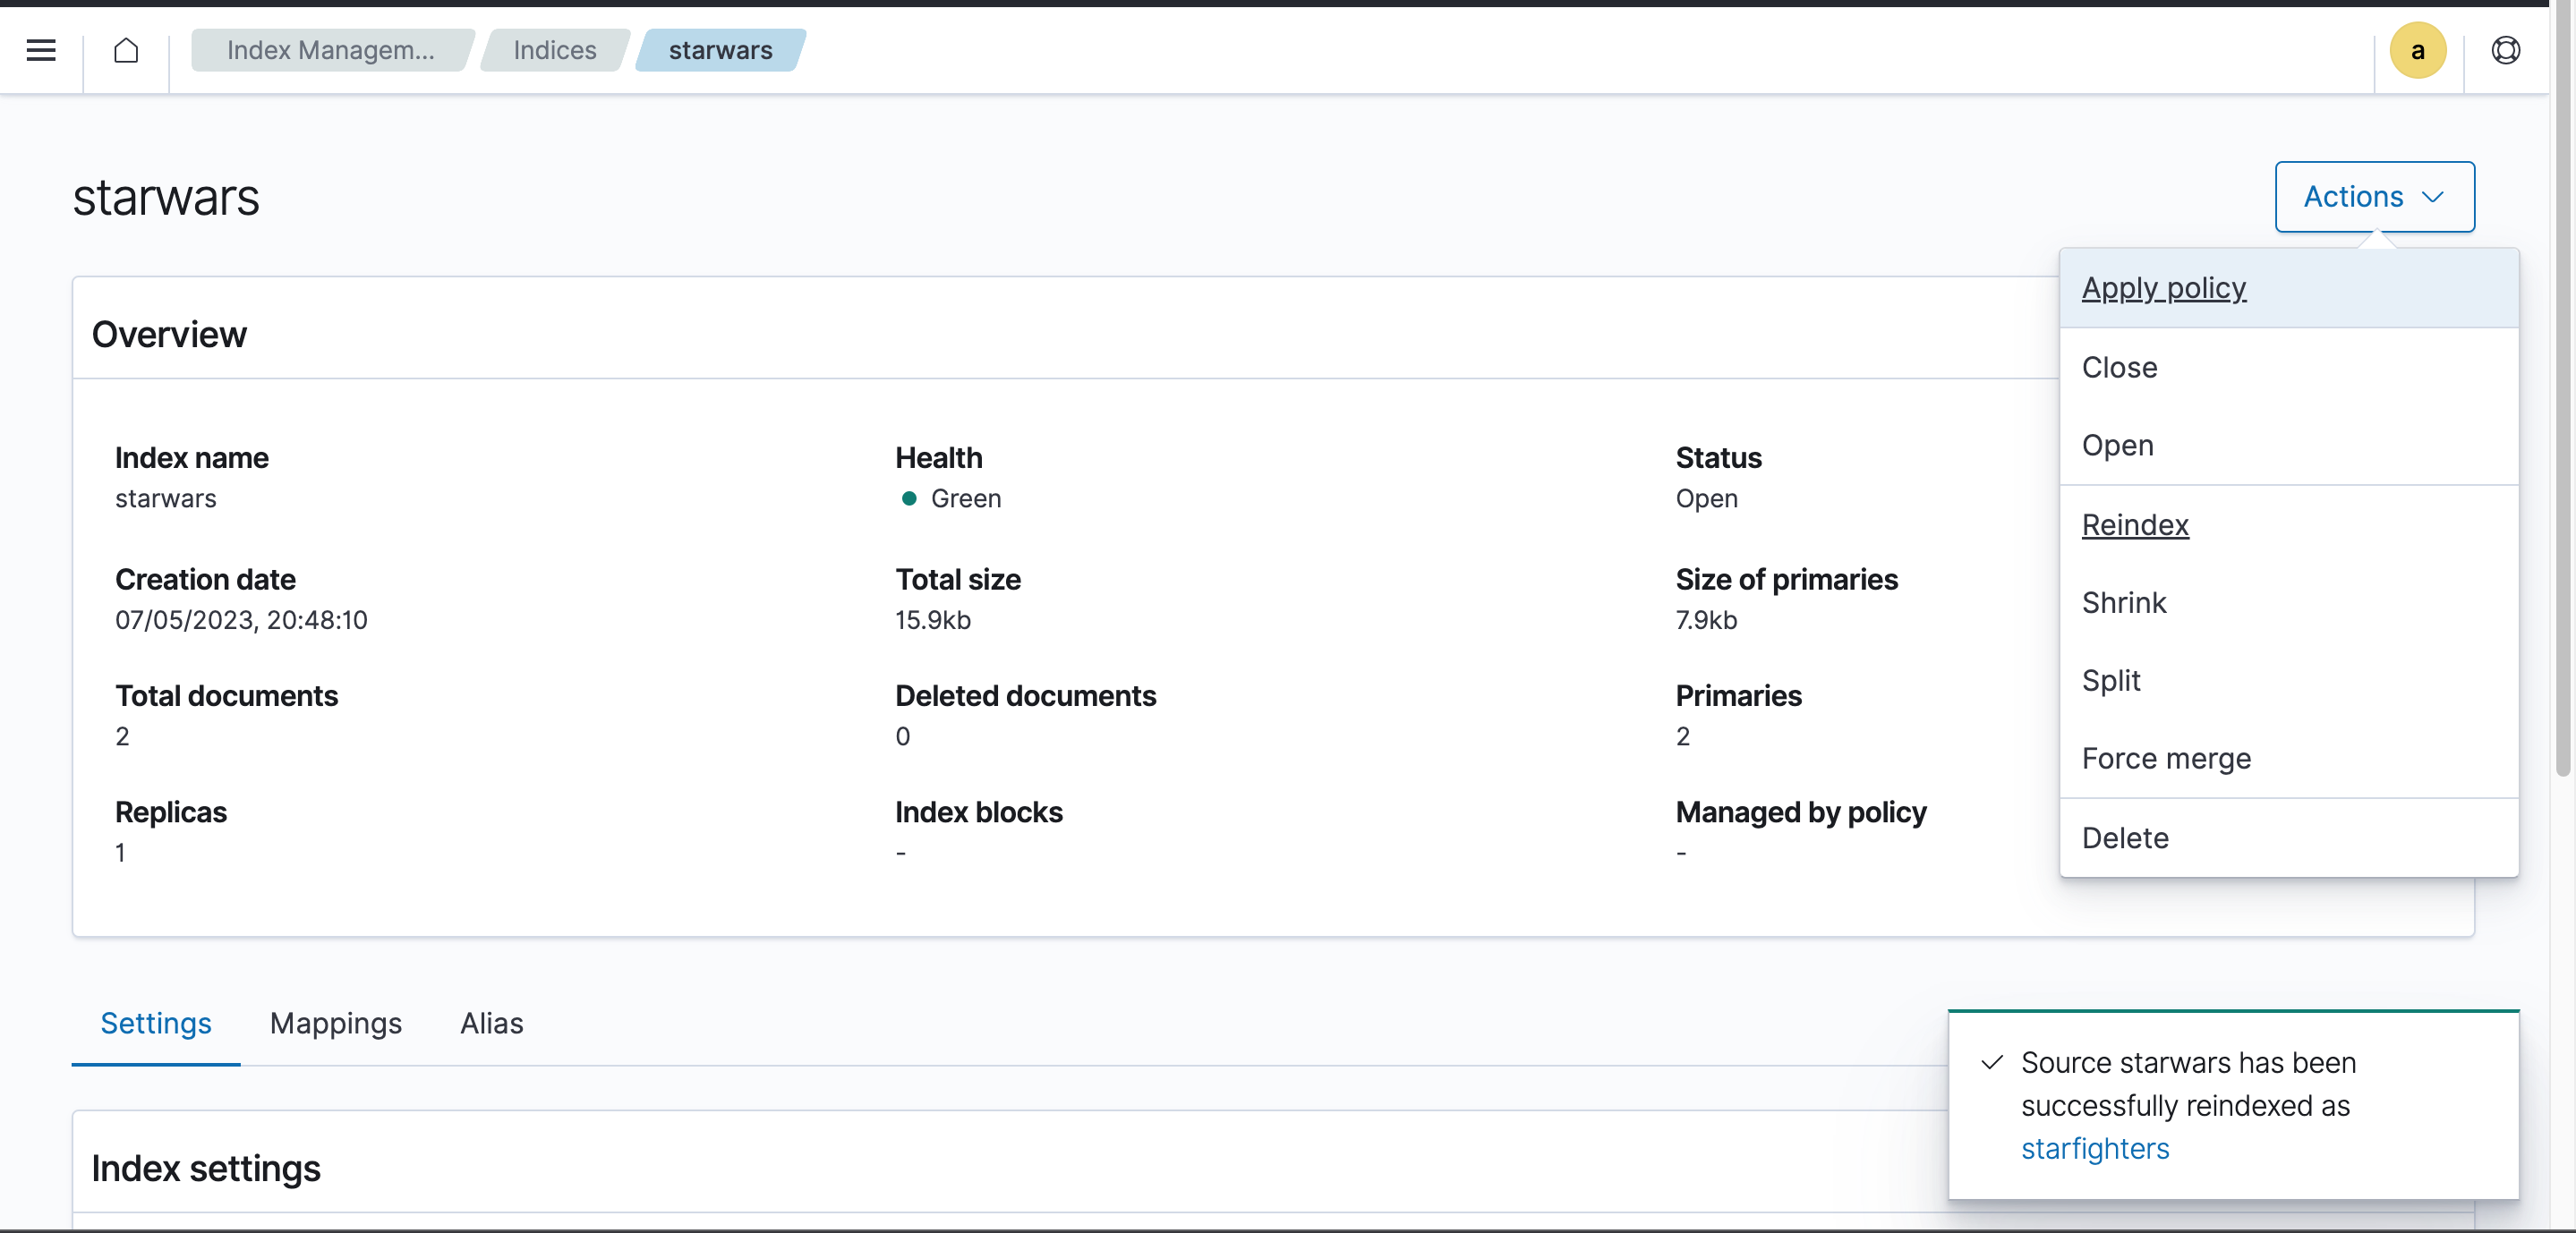 Index Managem...
Indices
starwars
a
starwars
Actions
Apply policy
Close
Open
Reindex
Shrink
Split
Force merge
Delete
Overview
Index name
starwars
Health
Green
Status
Open
Creation date
07/05/2023, 20:48:10
Total size
15.9kb
Size of primaries
7.9kb
Total documents
2
Deleted documents
0
Primaries
2
Replicas
1
Index blocks
-
Managed by policy
-
Settings
Mappings
Alias
Source starwars has been
successfully reindexed as
starfighters
Index settings